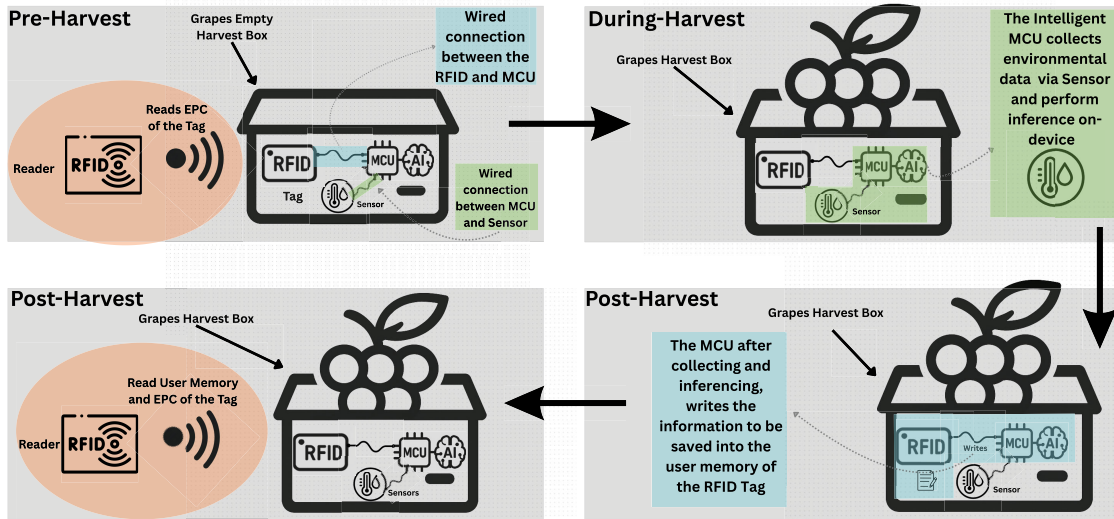 Pre-Harvest
Grapes Empty
Harvest Box
Wired
connection
between the
RFID and MCU
Reads EPC
of the Tag
Reader
RFID
RFID
MCU
AI
Tag
Sensor
Wired
connection
between MCU
and Sensor
During-Harvest
Grapes Harvest Box
The Intelligent
MCU collects
environmental
data via Sensor
and perform
inference on-
device
RFID
MCU
AI
Sensor
Post-Harvest
Grapes Harvest Box
Read User Memory
and EPC of the Tag
Reader
RFID
RFID
MCU
AI
Sensors
Post-Harvest
Grapes Harvest Box
The MCU after
collecting and
inferencing,
writes the
information to be
saved into the
user memory of
the RFID Tag
RFID
Writes
MCU
AI
Sensor